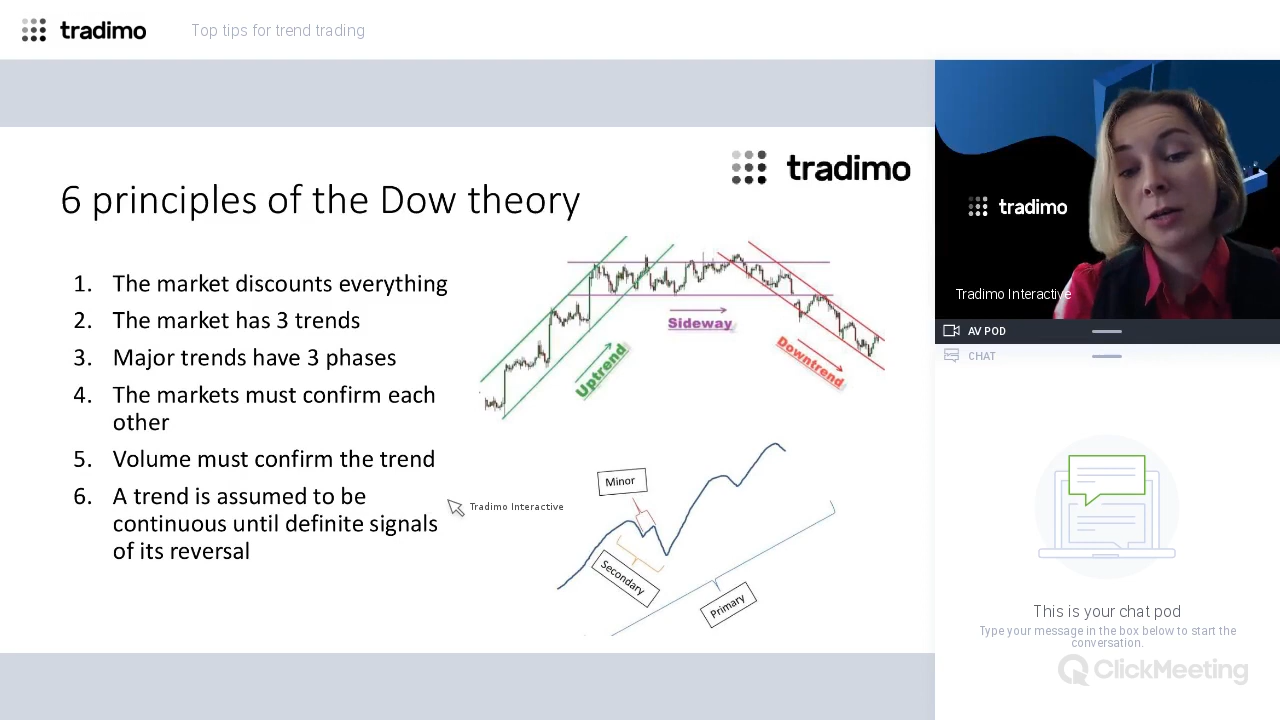 tradimo
Top tips for trend trading
tradimo
6 principles of the Dow theory
1. The market discounts everything
2. The market has 3 trends
3. Major trends have 3 phases
4. The markets must confirm each
other
5. Volume must confirm the trend
6. A trend is assumed to be
continuous until definite signals
of its reversal
Uptrend
Sideway
Downtrend
Minor
Secondary
Primary
Tradimo Interactive
tradimo
Tradimo Interactive
AV POD
CHAT
This is your chat pod
Type your message in the box below to start the
conversation.
ClickMeeting